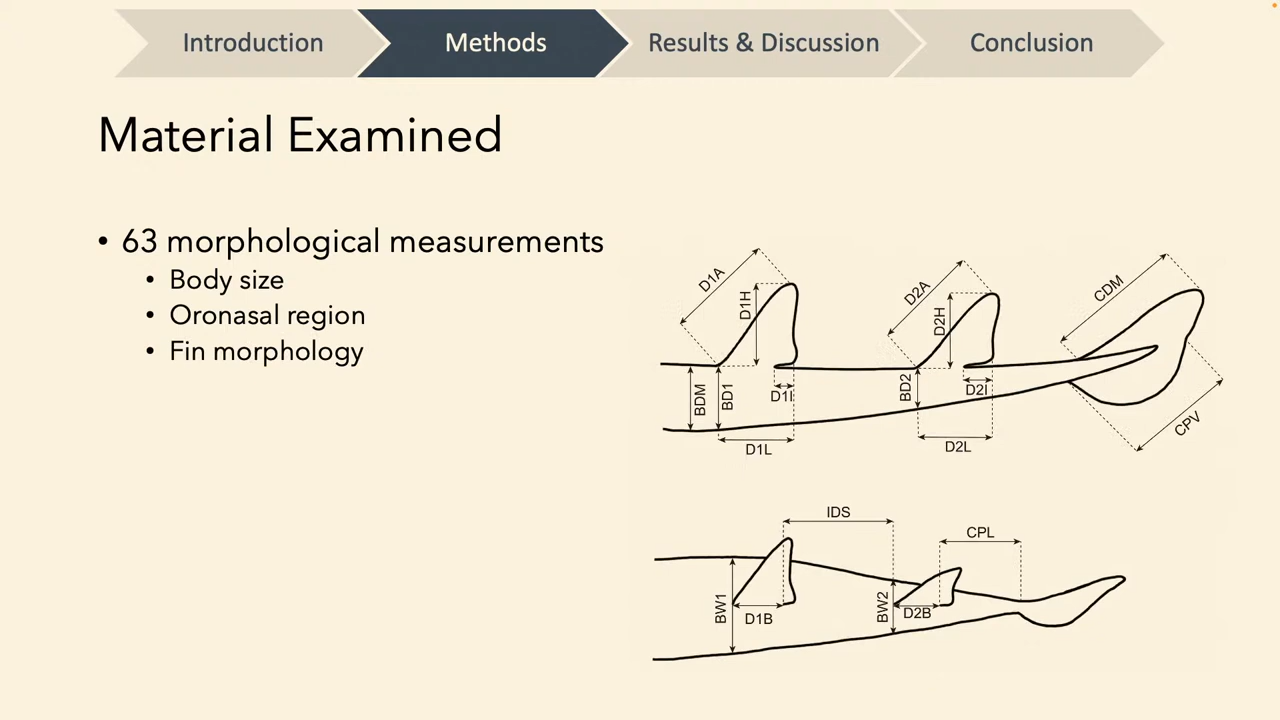 Introduction
Methods
Results & Discussion
Conclusion
Material Examined
• 63 morphological measurements
• Body size
• Oronasal region
• Fin morphology
D1A
D1H
D2A
D2H
CDM
BDM
BD1
D1I
BD2
D2I
CPV
D1L
D2L
IDS
CPL
BW1
D1B
BW2
D2B